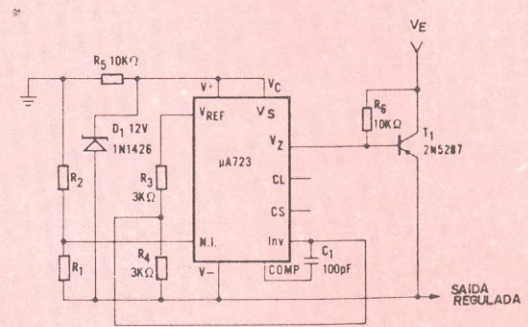 VE
R5 10KΩ
V+
VC
D1 12V
1N1426
VREF
VS
R6
10KΩ
T1
2N5287
VZ
R2
R3
3KΩ
μA723
CL
CS
N.I.
Inv
R1
R4
3KΩ
V-
COMP
C1
100pF
SAIDA
REGULADA